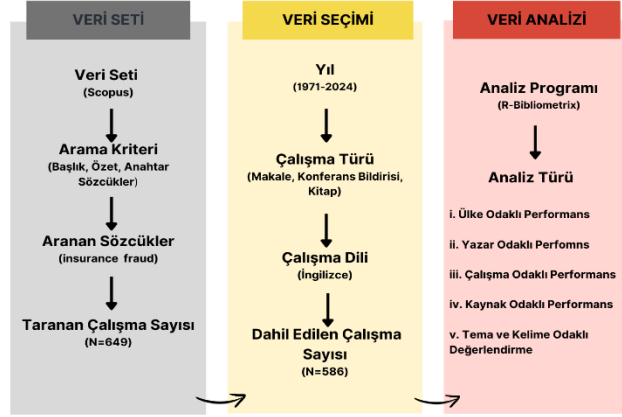 VERİ SETİ
Veri Seti
(Scopus)
Arama Kriteri
(Başlık, Özet, Anahtar
Sözcükler)
Aranan Sözcükler
(insurance fraud)
Taranan Çalışma Sayısı
(N=649)
VERİ SEÇİMİ
Yıl
(1971-2024)
Çalışma Türü
(Makale, Konferans Bildirisi,
Kitap)
Çalışma Dili
(İngilizce)
Dahil Edilen Çalışma
Sayısı
(N=586)
VERİ ANALİZİ
Analiz Programı
(R-Bibliometrix)
Analiz Türü
i. Ülke Odaklı Performans
ii. Yazar Odaklı Perfomns
iii. Çalışma Odaklı Performans
iv. Kaynak Odaklı Performans
v. Tema ve Kelime Odaklı
Değerlendirme